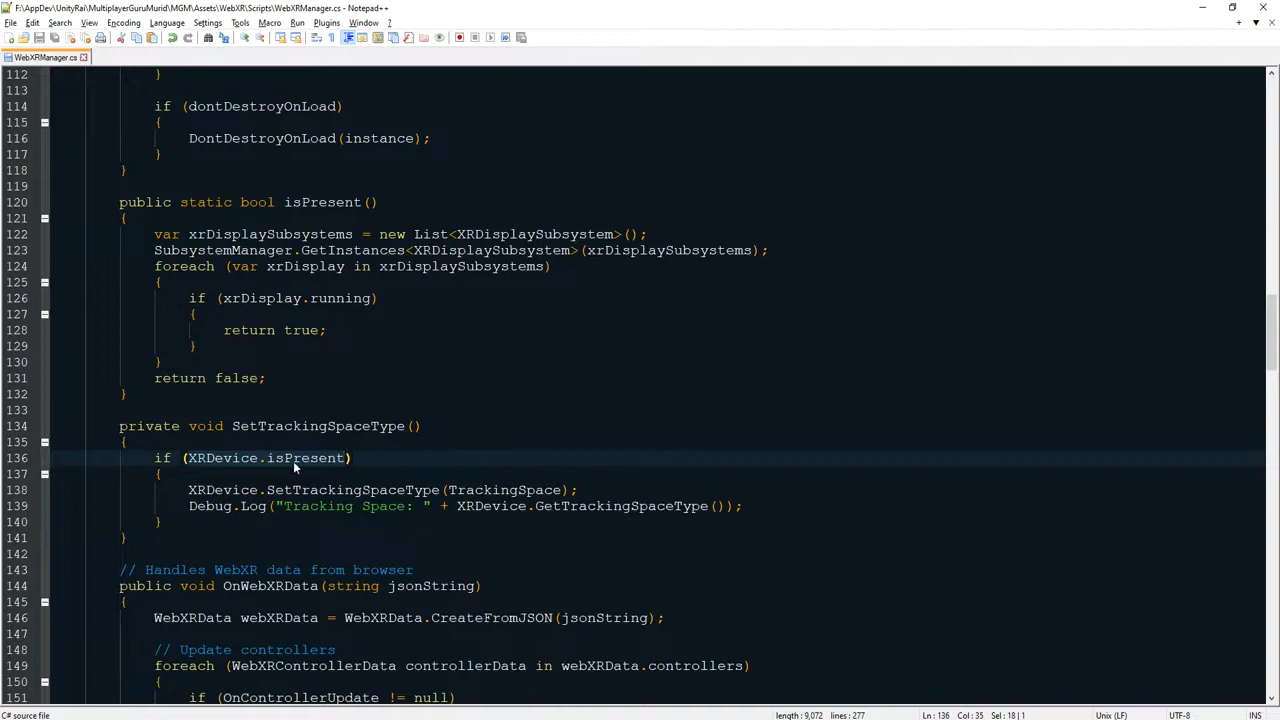 F:\AppDev\UnityRai\MultiplayerGuruMurid\MGM\Assets\WebXR\Scripts\WebXRManager.cs - Notepad++
File Edit Search View Encoding Language Settings Tools Macro Run Plugins Window ?
WebXRManager.cs
112 }
113
114 if (dontDestroyOnLoad)
115 {
116 DontDestroyOnLoad(instance);
117 }
118 }
119
120 public static bool isPresent()
121 {
122 var xrDisplaySubsystems = new List<XRDisplaySubsystem>();
123 SubsystemManager.GetInstances<XRDisplaySubsystem>(xrDisplaySubsystems);
124 foreach (var xrDisplay in xrDisplaySubsystems)
125 {
126 if (xrDisplay.running)
127 {
128 return true;
129 }
130 }
131 return false;
132 }
133
134 private void SetTrackingSpaceType()
135 {
136 if (XRDevice.isPresent)
137 {
138 XRDevice.SetTrackingSpaceType(TrackingSpace);
139 Debug.Log("Tracking Space: " + XRDevice.GetTrackingSpaceType());
140 }
141 }
142
143 // Handles WebXR data from browser
144 public void OnWebXRData(string jsonString)
145 {
146 WebXRData webXRData = WebXRData.CreateFromJSON(jsonString);
147
148 // Update controllers
149 foreach (WebXRControllerData controllerData in webXRData.controllers)
150 {
151 if (OnControllerUpdate != null)
C# source file length : 9,072 lines : 277 Ln : 136 Col : 35 Sel : 18 | 1 Unix (LF) UTF-8 INS